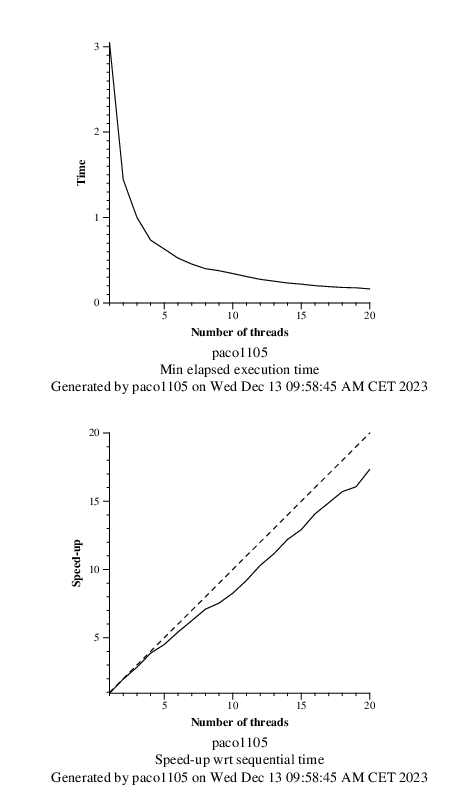 3
2
1
0
Time
5
10
15
20
Number of threads
paco1105
Min elapsed execution time
Generated by paco1105 on Wed Dec 13 09:58:45 AM CET 2023
20
15
10
5
Speed-up
5
10
15
20
Number of threads
paco1105
Speed-up wrt sequential time
Generated by paco1105 on Wed Dec 13 09:58:45 AM CET 2023